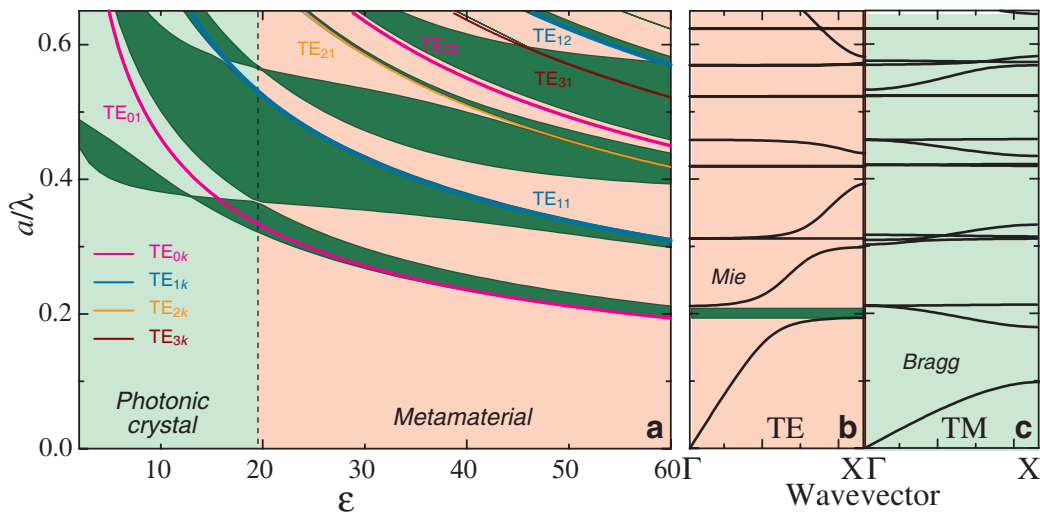 0.6
0.4
0.2
0.0
a/λ
10
20
30
40
50
60
ε
TE01
TE21
TE02
TE12
TE31
TE11
TE0k
TE1k
TE2k
TE3k
Photonic
crystal
Metamaterial
a
Mie
TE
b
Bragg
TM
c
Γ
X
Γ
X
Wavevector